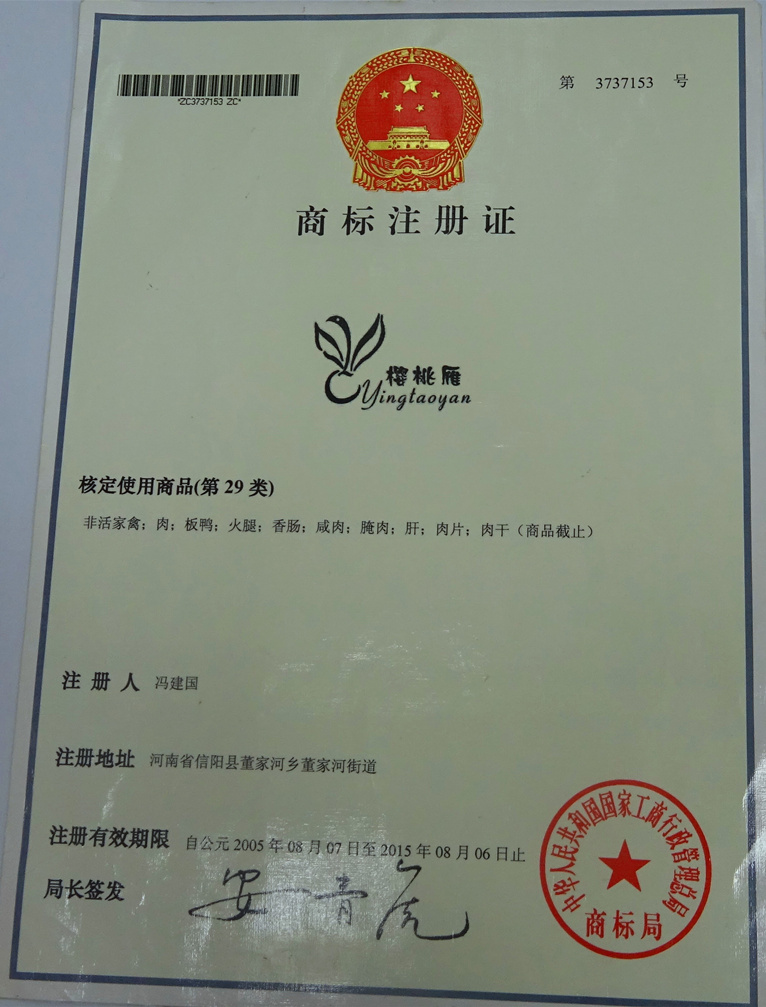 第 3737153 号
*ZC3737153 ZC*
商标注册证
樱桃雁
Yingtaoyan
核定使用商品(第 29 类)
非活家禽；肉；板鸭；火腿；香肠；咸肉；腌肉；肝；肉片；肉干（商品截止）
注册人 冯建国
注册地址 河南省信阳县董家河乡董家河街道
注册有效期限 自公元 2005 年 08 月 07 日至 2015 年 08 月 06 日止
局长签发 安青虎
中华人民共和国国家工商行政管理总局
商标局